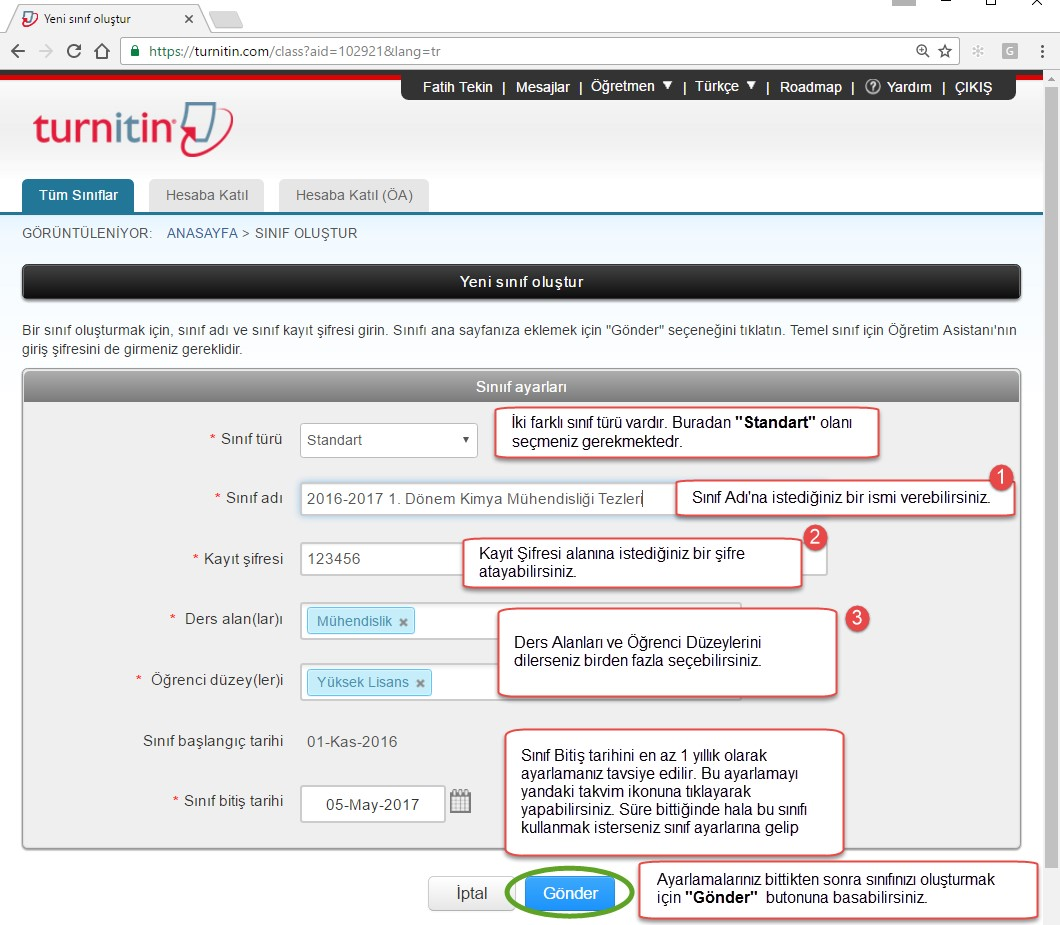 Yeni sınıf oluştur
https://turnitin.com/class?aid=102921&lang=tr
G
Fatih Tekin | Mesajlar | Öğretmen ▼ | Türkçe ▼ | Roadmap | ? Yardım | ÇIKIŞ
turnitin
Tüm Sınıflar
Hesaba Katıl
Hesaba Katıl (ÖA)
GÖRÜNTÜLENİYOR: ANASAYFA > SINIF OLUŞTUR
Yeni sınıf oluştur
Bir sınıf oluşturmak için, sınıf adı ve sınıf kayıt şifresi girin. Sınıfı ana sayfanıza eklemek için "Gönder" seçeneğini tıklatın. Temel sınıf için Öğretim Asistanı'nın
giriş şifresini de girmeniz gereklidir.
Sınıf ayarları
* Sınıf türü
Standart
İki farklı sınıf türü vardır. Buradan "Standart" olanı
seçmeniz gerekmektedr.
* Sınıf adı
2016-2017 1. Dönem Kimya Mühendisliği Tezleri
Sınıf Adı'na istediğiniz bir ismi verebilirsiniz.
1
* Kayıt şifresi
123456
Kayıt Şifresi alanına istediğiniz bir şifre
atayabilirsiniz.
2
* Ders alan(lar)ı
Mühendislik ×
Ders Alanları ve Öğrenci Düzeylerini
dilerseniz birden fazla seçebilirsiniz.
3
* Öğrenci düzey(ler)i
Yüksek Lisans ×
Sınıf başlangıç tarihi
01-Kas-2016
Sınıf Bitiş tarihini en az 1 yıllık olarak
ayarlamanız tavsiye edilir. Bu ayarlamayı
yandaki takvim ikonuna tıklayarak
yapabilirsiniz. Süre bittiğinde hala bu sınıfı
kullanmak isterseniz sınıf ayarlarına gelip
* Sınıf bitiş tarihi
05-May-2017
İptal
Gönder
Ayarlamalarınız bittikten sonra sınıfınızı oluşturmak
için "Gönder" butonuna basabilirsiniz.